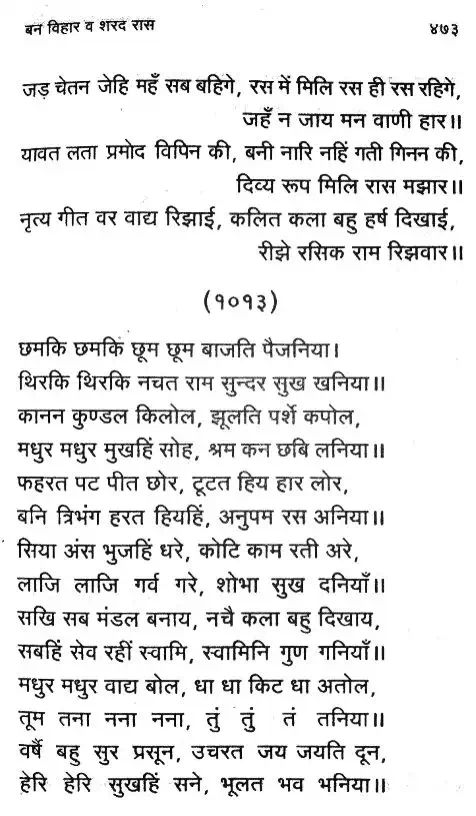 बन विहार व शरद रास ४७३
जड़ चेतन जेहि महँ सब बहिगे, रस में मिलि रस ही रस रहिगे,
जहँ न जाय मन वाणी हार॥
यावत लता प्रमोद विपिन की, बनी नारि नहिं गती गिनन की,
दिव्य रूप मिलि रास मझार॥
नृत्य गीत वर वाद्य रिझाई, कलित कला बहु हर्ष दिखाई,
रीझे रसिक राम रिझवार॥
(१०१३)
छमकि छमकि छूम छूम बाजति पैजनिया।
थिरकि थिरकि नचत राम सुन्दर सुख खनिया॥
कानन कुण्डल किलोल, झूलति पर्शे कपोल,
मधुर मधुर मुखहिं सोह, श्रम कन छबि लनिया॥
फहरत पट पीत छोर, टूटत हिय हार लोर,
बनि त्रिभंग हरत हियहिं, अनुपम रस अनिया॥
सिया अंस भुजहिं धरे, कोटि काम रती अरे,
लाजि लाजि गर्व गरे, शोभा सुख दनियाँ॥
सखि सब मंडल बनाय, नचै कला बहु दिखाय,
सबहिं सेव रहीं स्वामि, स्वामिनि गुण गनियाँ॥
मधुर मधुर वाद्य बोल, धा धा किट धा अतोल,
तूम तना नना नना, तुं तुं तं तनिया॥
वर्षै बहु सुर प्रसून, उचरत जय जयति दून,
हेरि हेरि सुखहिं सने, भूलत भव भनिया॥